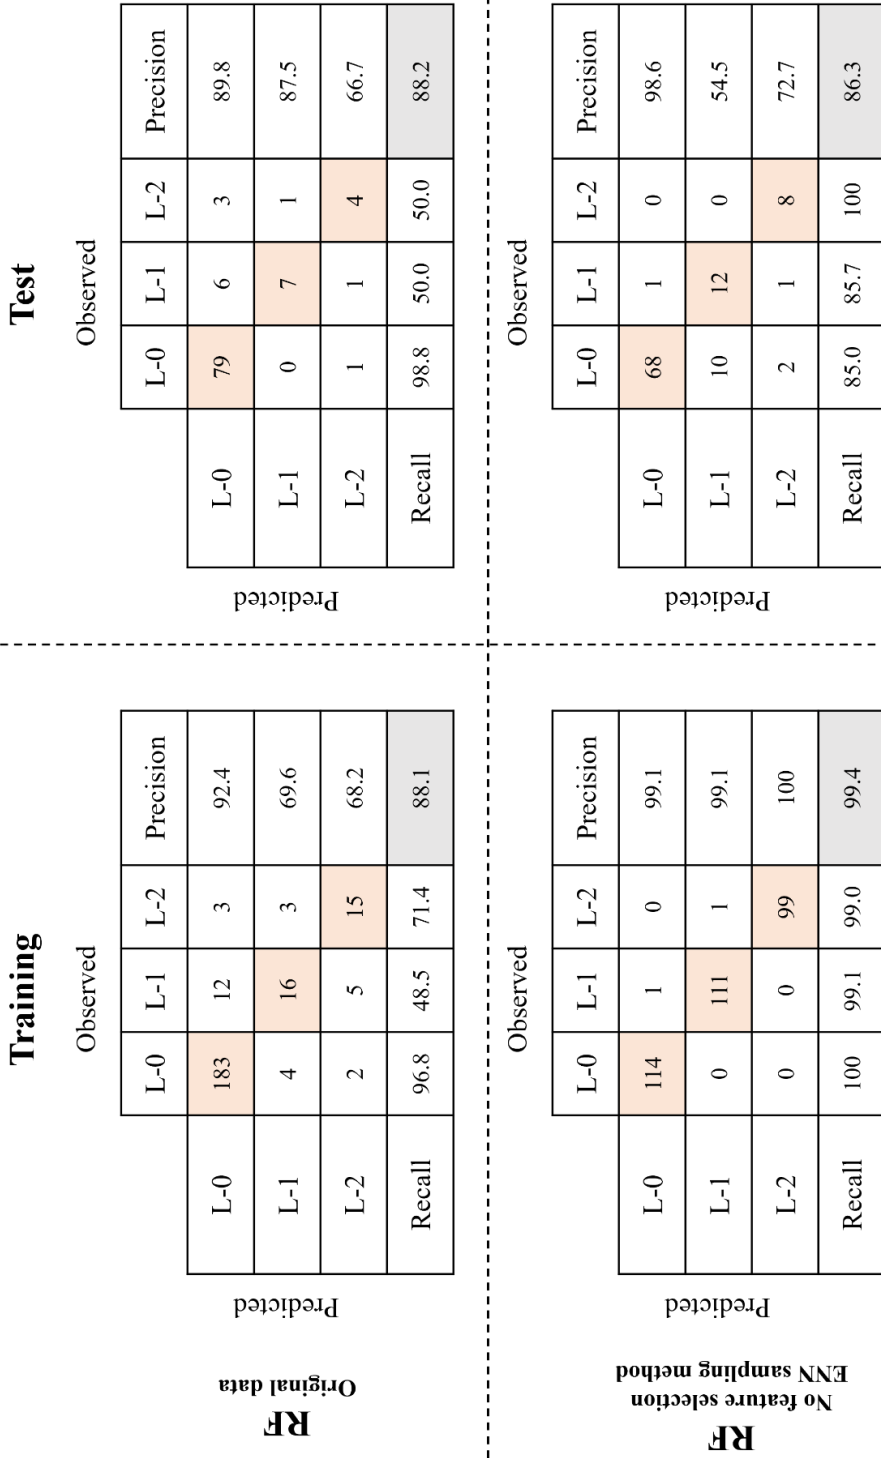 Training
Test
RF
Original data
Predicted
Observed
L-0 L-1 L-2 Precision
L-0 183 12 3 92.4
L-1 4 16 3 69.6
L-2 2 5 15 68.2
Recall 96.8 48.5 71.4 88.1
Predicted
Observed
L-0 L-1 L-2 Precision
L-0 79 6 3 89.8
L-1 0 7 1 87.5
L-2 1 1 4 66.7
Recall 98.8 50.0 50.0 88.2
RF
No feature selection
ENN sampling method
Predicted
Observed
L-0 L-1 L-2 Precision
L-0 114 1 0 99.1
L-1 0 111 1 99.1
L-2 0 0 99 100
Recall 100 99.1 99.0 99.4
Predicted
Observed
L-0 L-1 L-2 Precision
L-0 68 1 0 98.6
L-1 10 12 0 54.5
L-2 2 1 8 72.7
Recall 85.0 85.7 100 86.3